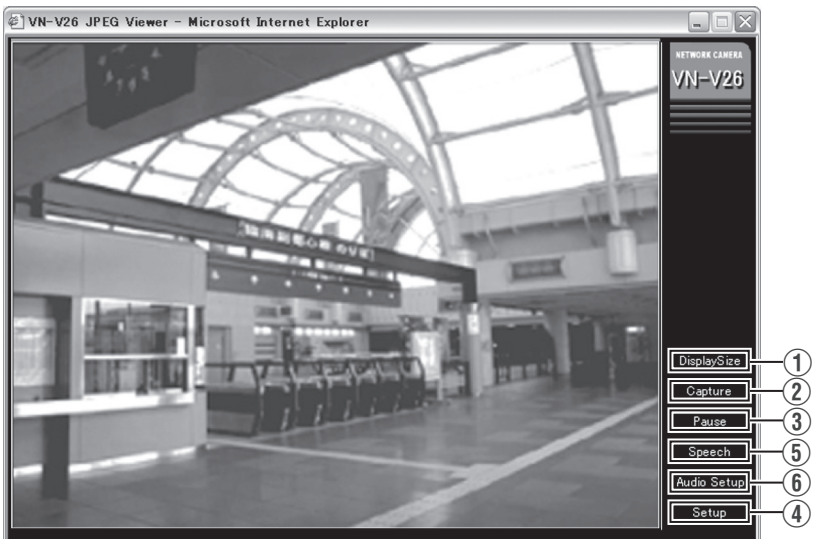 VN-V26 JPEG Viewer - Microsoft Internet Explorer
NETWORK CAMERA
VN-V26
DisplaySize ①
Capture ②
Pause ③
Speech ⑤
Audio Setup ⑥
Setup ④